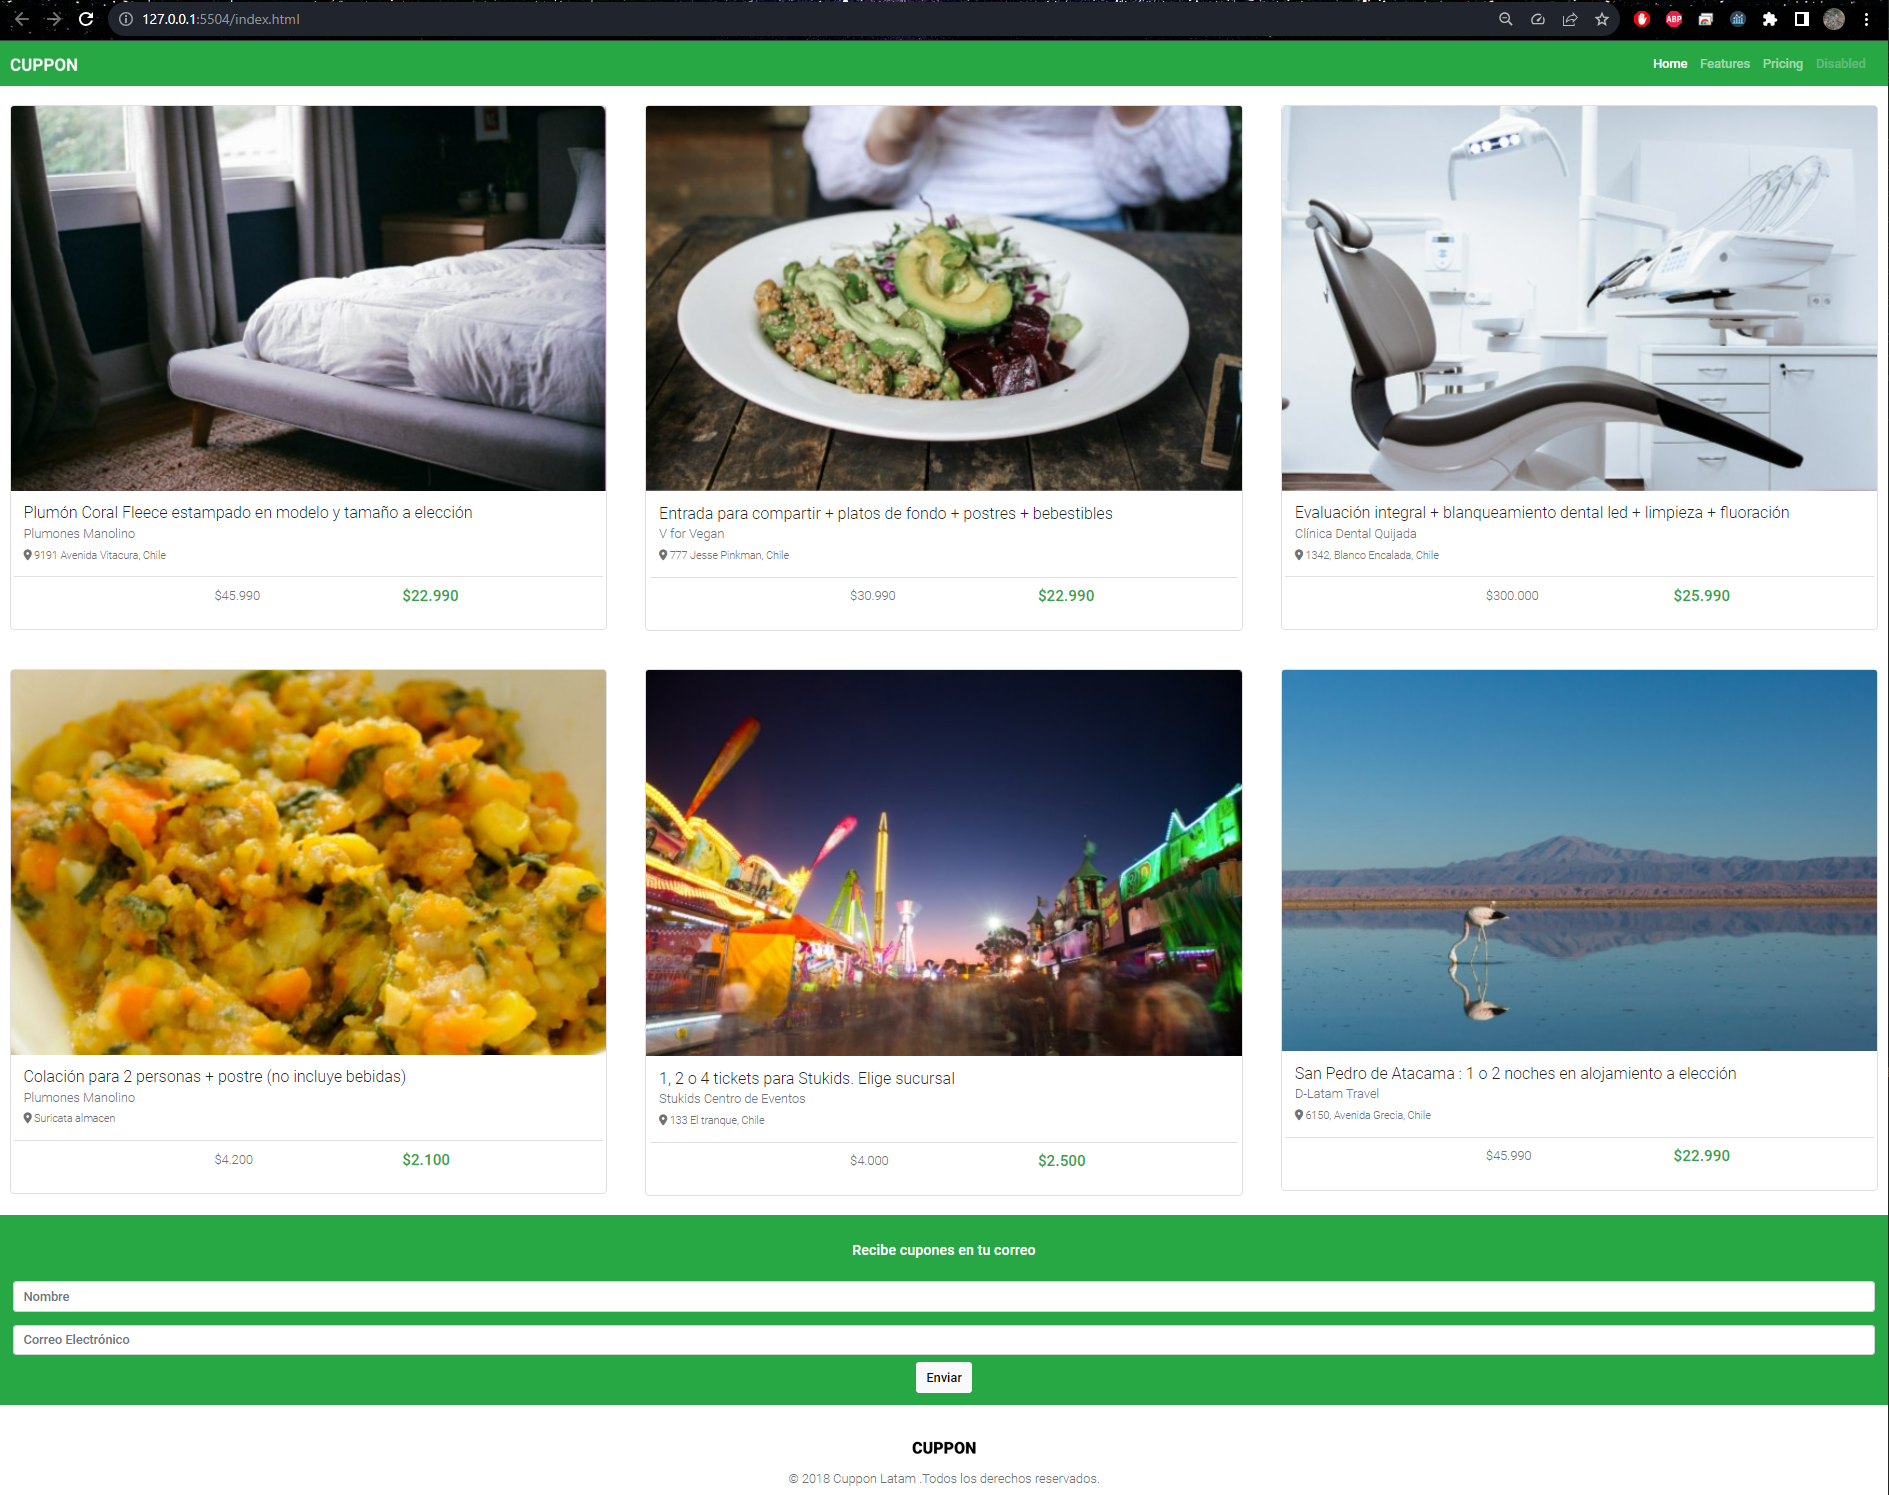 127.0.0.1:5504/index.html
ABP
CUPPON
Home Features Pricing Disabled
Plumón Coral Fleece estampado en modelo y tamaño a elección
Plumones Manolino
9191 Avenida Vitacura, Chile
$45.990 $22.990
Entrada para compartir + platos de fondo + postres + bebestibles
V for Vegan
777 Jesse Pinkman, Chile
$30.990 $22.990
Evaluación integral + blanqueamiento dental led + limpieza + fluoración
Clínica Dental Quijada
1342, Blanco Encalada, Chile
$300.000 $25.990
Colación para 2 personas + postre (no incluye bebidas)
Plumones Manolino
Suricata almacen
$4.200 $2.100
1, 2 o 4 tickets para Stukids. Elige sucursal
Stukids Centro de Eventos
133 El tranque, Chile
$4.000 $2.500
San Pedro de Atacama : 1 o 2 noches en alojamiento a elección
D-Latam Travel
6150, Avenida Grecia, Chile
$45.990 $22.990
Recibe cupones en tu correo
Nombre
Correo Electrónico
Enviar
CUPPON
© 2018 Cuppon Latam .Todos los derechos reservados.